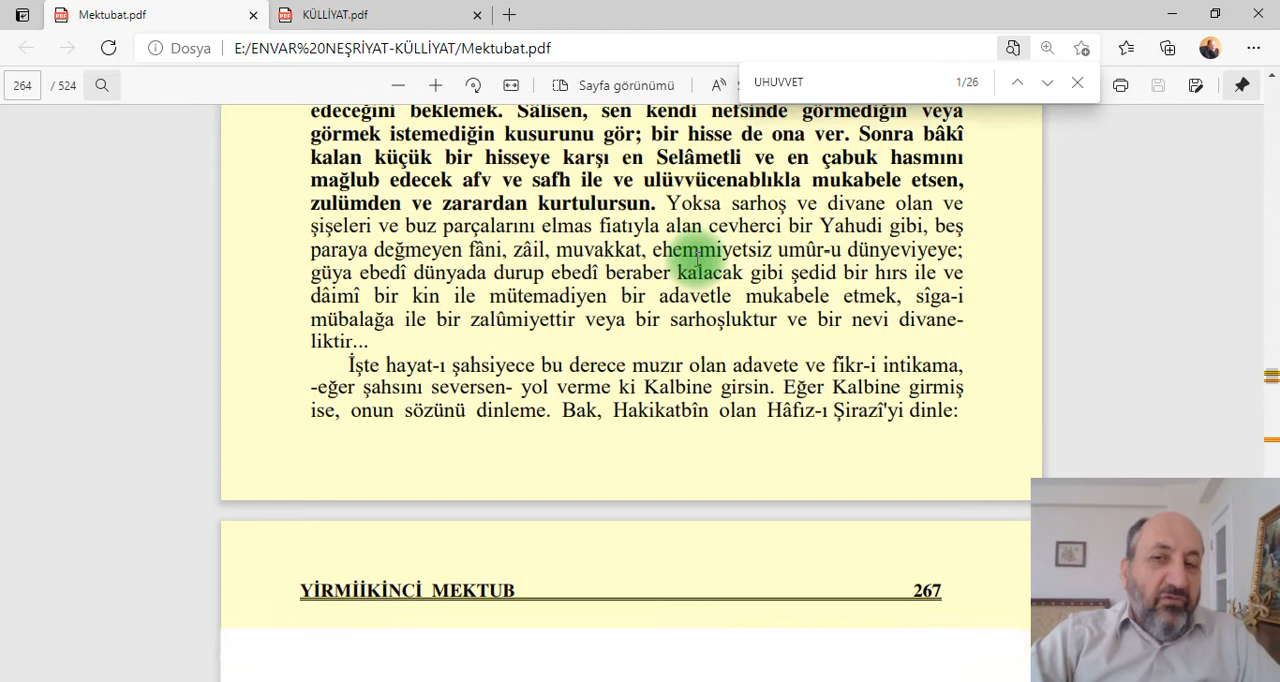 Mektubat.pdf
KÜLLİYAT.pdf
Dosya
E:/ENVAR%20NEŞRİYAT-KÜLLİYAT/Mektubat.pdf
264
/ 524
Sayfa görünümü
UHUVVET
1/26
edeceğini beklemek. Sâlisen, sen kendi nefsinde görmediğin veya
görmek istemediğin kusurunu gör; bir hisse de ona ver. Sonra bâkî
kalan küçük bir hisseye karşı en Selâmetli ve en çabuk hasmını
mağlub edecek afv ve safh ile ve ulüvvücenablıkla mukabele etsen,
zulümden ve zarardan kurtulursun. Yoksa sarhoş ve divane olan ve
şişeleri ve buz parçalarını elmas fiatıyla alan cevherci bir Yahudi gibi, beş
paraya değmeyen fâni, zâil, muvakkat, ehemmiyetsiz umûr-u dünyeviyeye;
güya ebedî dünyada durup ebedî beraber kalacak gibi şedid bir hırs ile ve
dâimî bir kin ile mütemadiyen bir adavetle mukabele etmek, sîga-i
mübalağa ile bir zalûmiyettir veya bir sarhoşluktur ve bir nevi divane-
liktir...
İşte hayat-ı şahsiyece bu derece muzır olan adavete ve fikr-i intikama,
-eğer şahsını seversen- yol verme ki Kalbine girsin. Eğer Kalbine girmiş
ise, onun sözünü dinleme. Bak, Hakikatbîn olan Hâfız-ı Şirazî'yi dinle:
YİRMİİKİNCİ MEKTUB 267